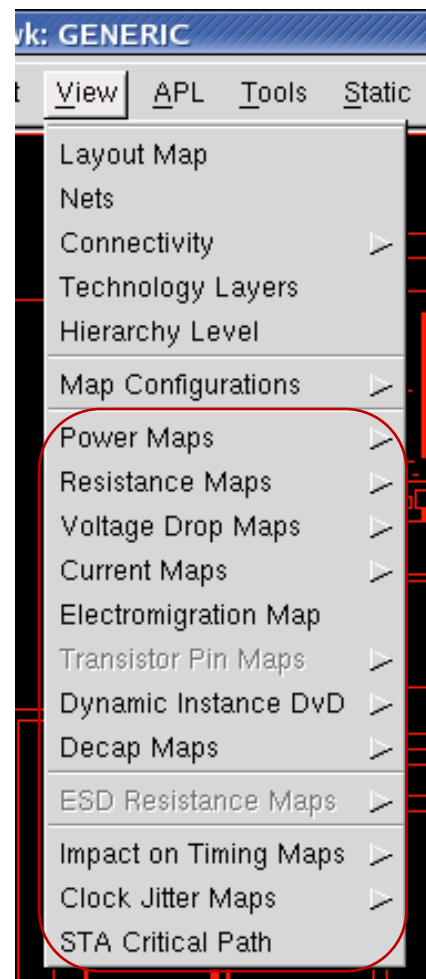 wk: GENERIC
t View APL Tools Static
Layout Map
Nets
Connectivity
Technology Layers
Hierarchy Level
Map Configurations
Power Maps
Resistance Maps
Voltage Drop Maps
Current Maps
Electromigration Map
Transistor Pin Maps
Dynamic Instance DvD
Decap Maps
ESD Resistance Maps
Impact on Timing Maps
Clock Jitter Maps
STA Critical Path